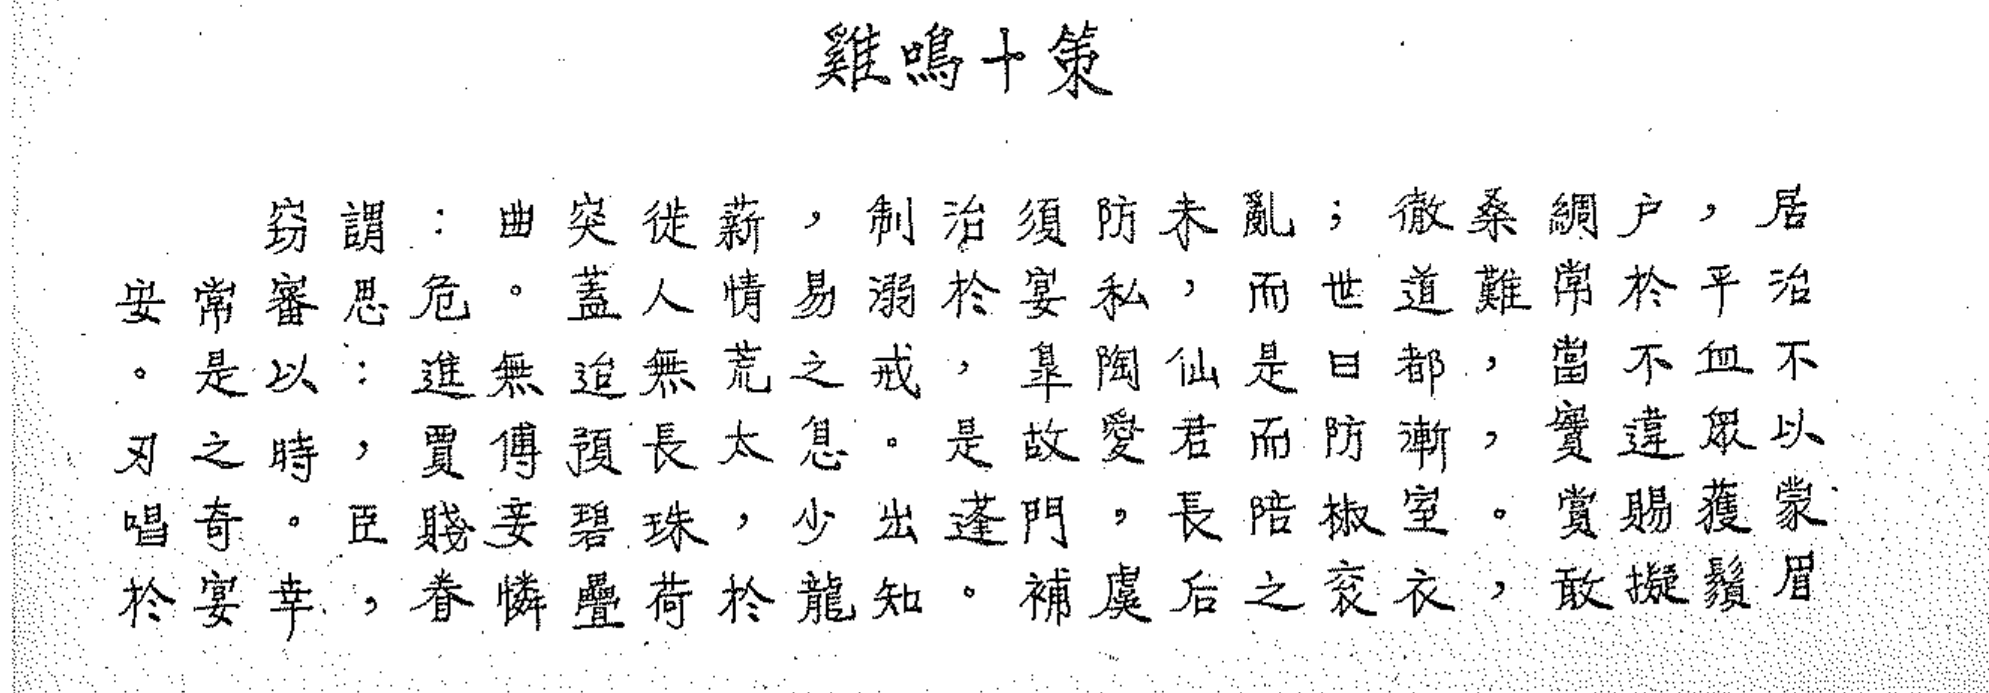 雞鳴十策
窃謂：曲突徙薪，制治須防未亂；徹桑綢户，居
安常審思危。蓋人情易溺於宴私，而世道難常於平治
。是以：進無迨無荒之戒，皐陶仙是日都，當不血不
刃之時，賈傅預長太息。是故愛君而防漸，實違眾以
唱奇。臣賤妾碧珠，少出蓬門，長陪椒室。賞賜獲蒙
於宴幸，眷憐疊荷於龍知。補虞后之衮衣，敢擬鬚眉